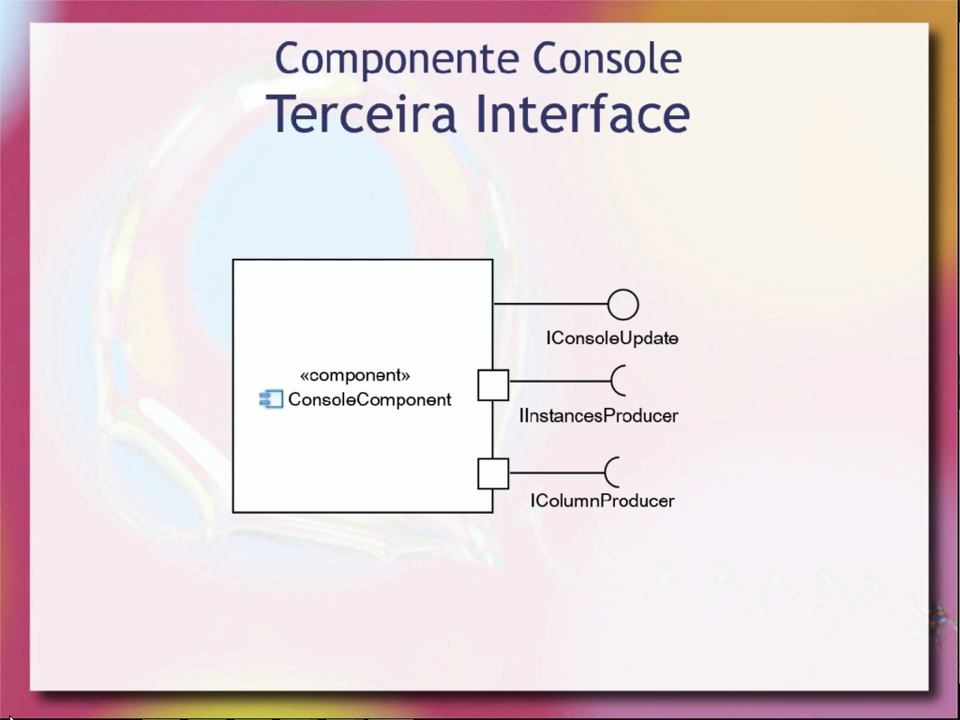 Componente Console
Terceira Interface
IConsoleUpdate
«component»
ConsoleComponent
IInstancesProducer
IColumnProducer